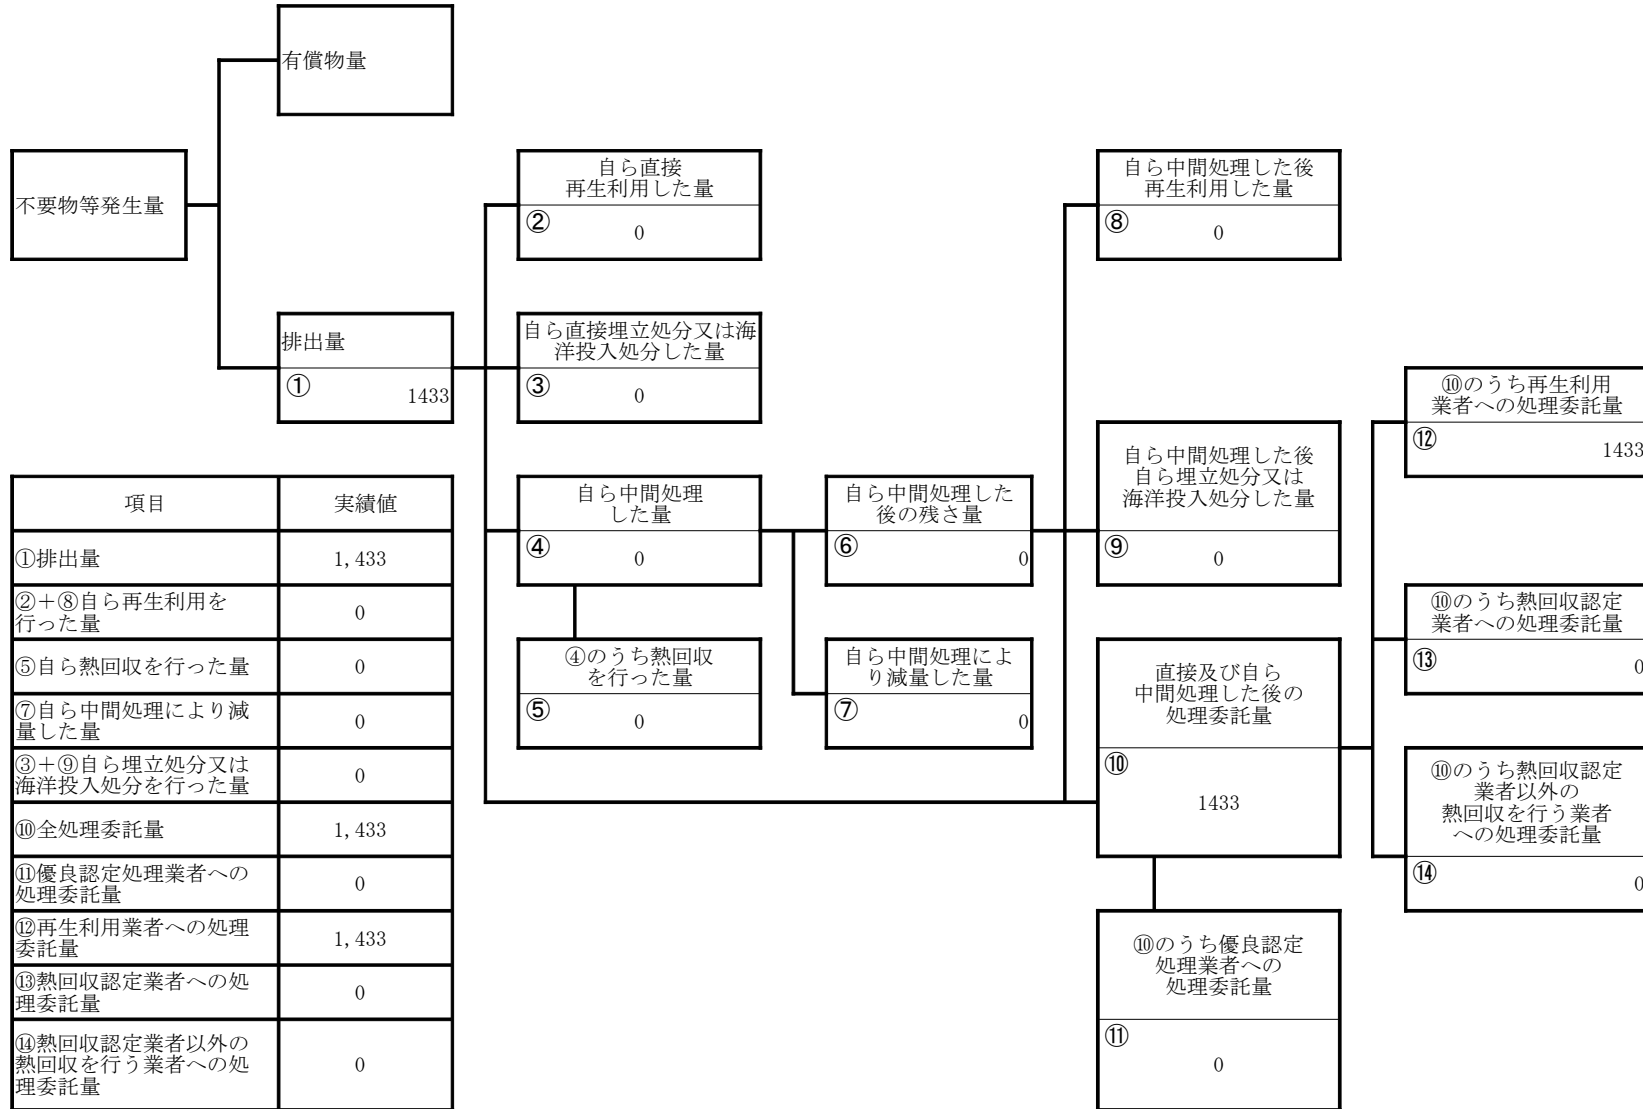 有償物量
不要物等発生量
排出量
①
1433
自ら直接
再生利用した量
②
0
自ら直接埋立処分又は海
洋投入処分した量
③
0
自ら中間処理
した量
④
0
④のうち熱回収
を行った量
⑤
0
自ら中間処理した
後の残さ量
⑥
0
自ら中間処理によ
り減量した量
⑦
0
自ら中間処理した後
再生利用した量
⑧
0
自ら中間処理した後
自ら埋立処分又は
海洋投入処分した量
⑨
0
直接及び自ら
中間処理した後の
処理委託量
⑩
1433
⑩のうち優良認定
処理業者への
処理委託量
⑪
0
⑩のうち再生利用
業者への処理委託量
⑫
1433
⑩のうち熱回収認定
業者への処理委託量
⑬
0
⑩のうち熱回収認定
業者以外の
熱回収を行う業者
への処理委託量
⑭
0
項目 実績値
①排出量 1,433
②+⑧自ら再生利用を
行った量 0
⑤自ら熱回収を行った量 0
⑦自ら中間処理により減
量した量 0
③+⑨自ら埋立処分又は
海洋投入処分を行った量 0
⑩全処理委託量 1,433
⑪優良認定処理業者への
処理委託量 0
⑫再生利用業者への処理
委託量 1,433
⑬熱回収認定業者への処
理委託量 0
⑭熱回収認定業者以外の
熱回収を行う業者への処
理委託量 0